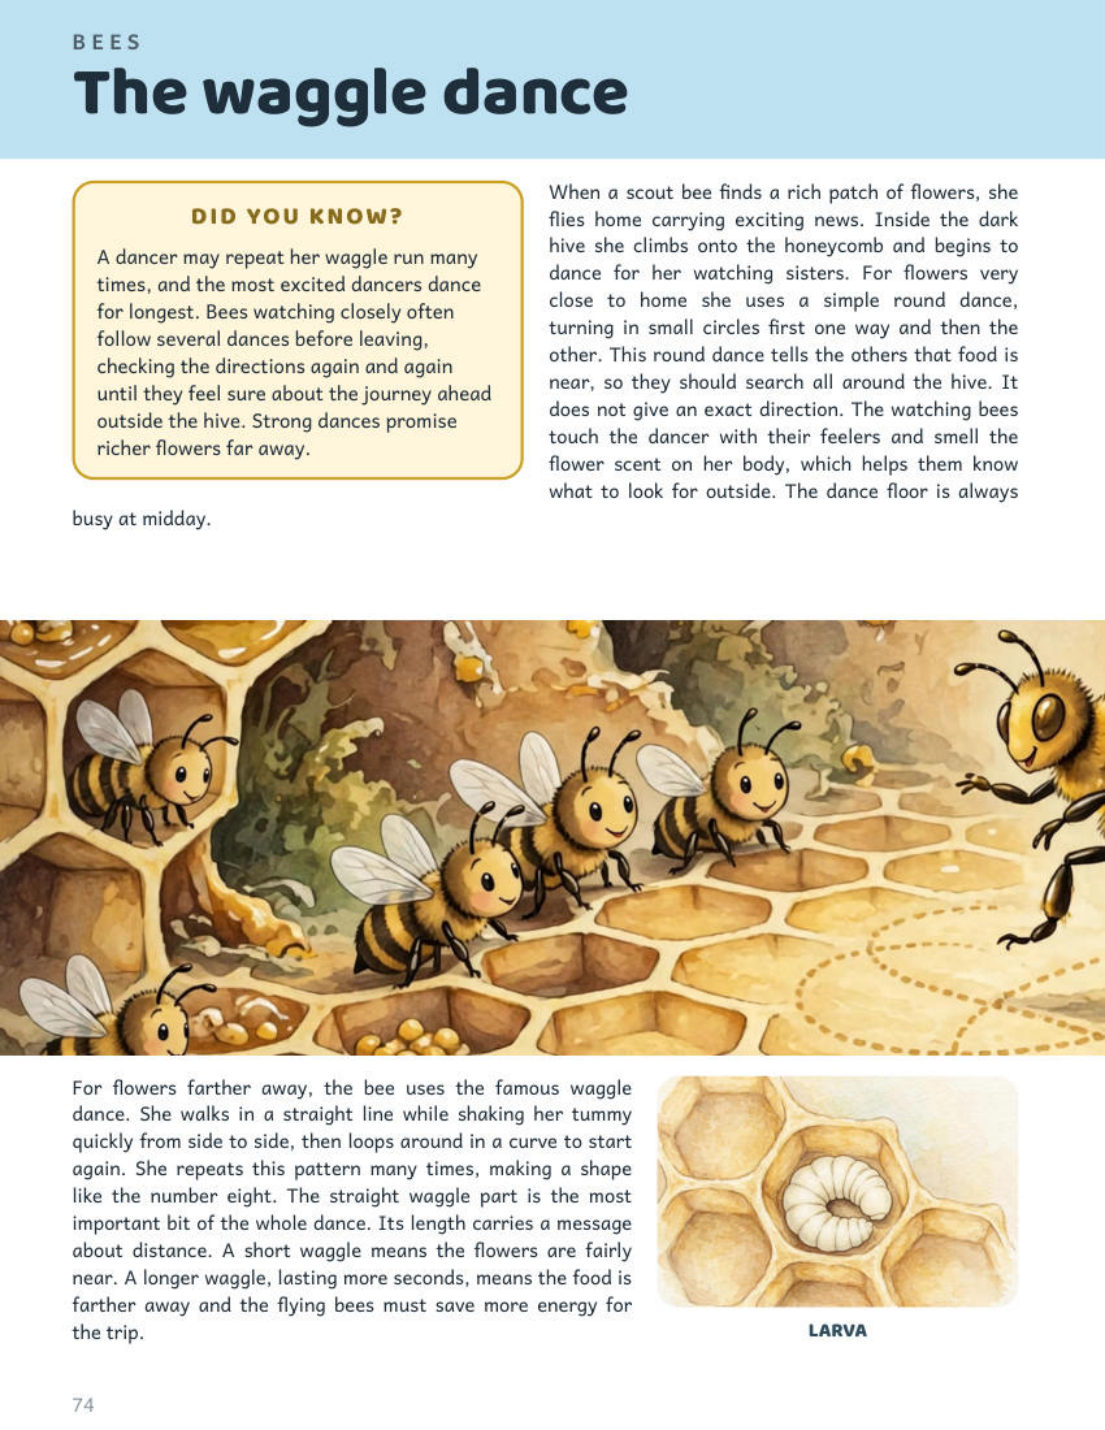 BEES
The waggle dance
DID YOU KNOW?
A dancer may repeat her waggle run many
times, and the most excited dancers dance
for longest. Bees watching closely often
follow several dances before leaving,
checking the directions again and again
until they feel sure about the journey ahead
outside the hive. Strong dances promise
richer flowers far away.
When a scout bee finds a rich patch of flowers, she
flies home carrying exciting news. Inside the dark
hive she climbs onto the honeycomb and begins to
dance for her watching sisters. For flowers very
close to home she uses a simple round dance,
turning in small circles first one way and then the
other. This round dance tells the others that food is
near, so they should search all around the hive. It
does not give an exact direction. The watching bees
touch the dancer with their feelers and smell the
flower scent on her body, which helps them know
what to look for outside. The dance floor is always
busy at midday.
For flowers farther away, the bee uses the famous waggle
dance. She walks in a straight line while shaking her tummy
quickly from side to side, then loops around in a curve to start
again. She repeats this pattern many times, making a shape
like the number eight. The straight waggle part is the most
important bit of the whole dance. Its length carries a message
about distance. A short waggle means the flowers are fairly
near. A longer waggle, lasting more seconds, means the food is
farther away and the flying bees must save more energy for
the trip.
LARVA
74